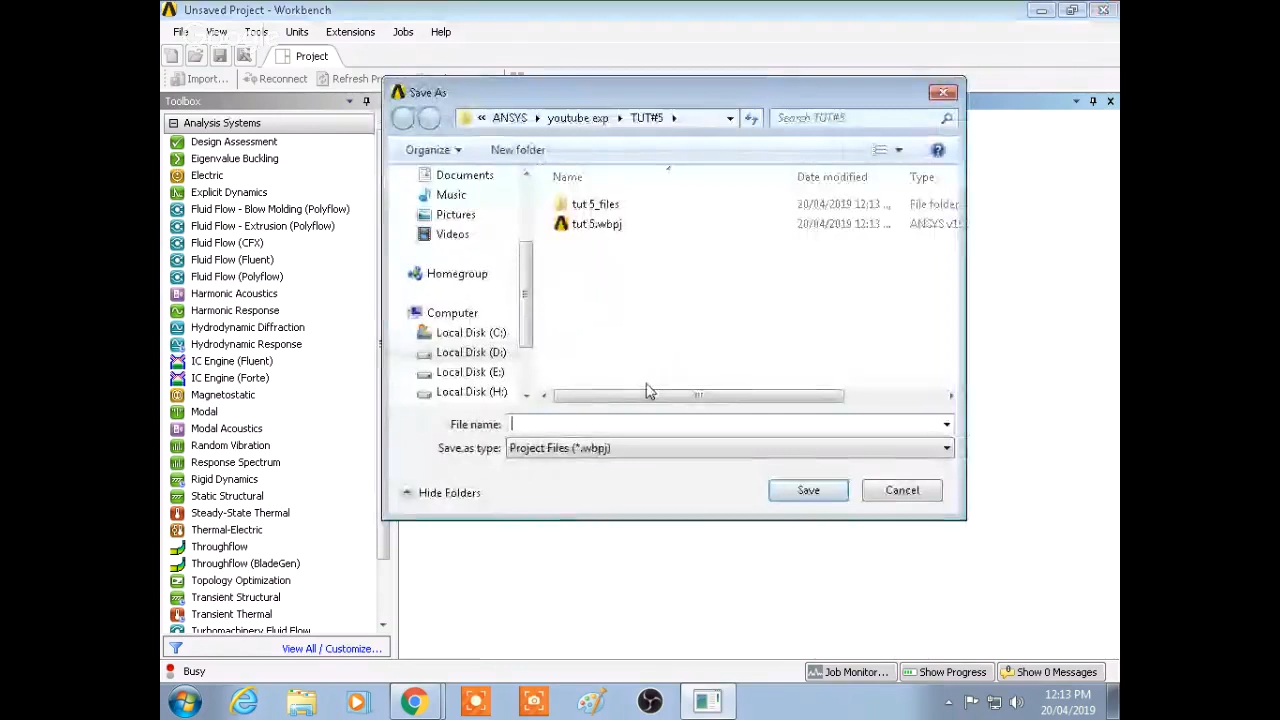 Unsaved Project - Workbench
File View Tools Units Extensions Jobs Help
Project
Import... Reconnect Refresh Pr
Toolbox
Analysis Systems
Design Assessment
Eigenvalue Buckling
Electric
Explicit Dynamics
Fluid Flow - Blow Molding (Polyflow)
Fluid Flow - Extrusion (Polyflow)
Fluid Flow (CFX)
Fluid Flow (Fluent)
Fluid Flow (Polyflow)
Harmonic Acoustics
Harmonic Response
Hydrodynamic Diffraction
Hydrodynamic Response
IC Engine (Fluent)
IC Engine (Forte)
Magnetostatic
Modal
Modal Acoustics
Random Vibration
Response Spectrum
Rigid Dynamics
Static Structural
Steady-State Thermal
Thermal-Electric
Throughflow
Throughflow (BladeGen)
Topology Optimization
Transient Structural
Transient Thermal
Turbomachinery Fluid Flow
View All / Customize...
Save As
« ANSYS youtube exp TUT#5
Search TUT#5
Organize New folder
Documents
Music
Pictures
Videos
Homegroup
Computer
Local Disk (C:)
Local Disk (D:)
Local Disk (E:)
Local Disk (H:)
Name Date modified Type
tut 5_files 20/04/2019 12:13 ... File folder
tut 5.wbpj 20/04/2019 12:13 ... ANSYS v1
File name:
Save as type: Project Files (*.wbpj)
Hide Folders Save Cancel
Busy Job Monitor... Show Progress Show 0 Messages
12:13 PM
20/04/2019